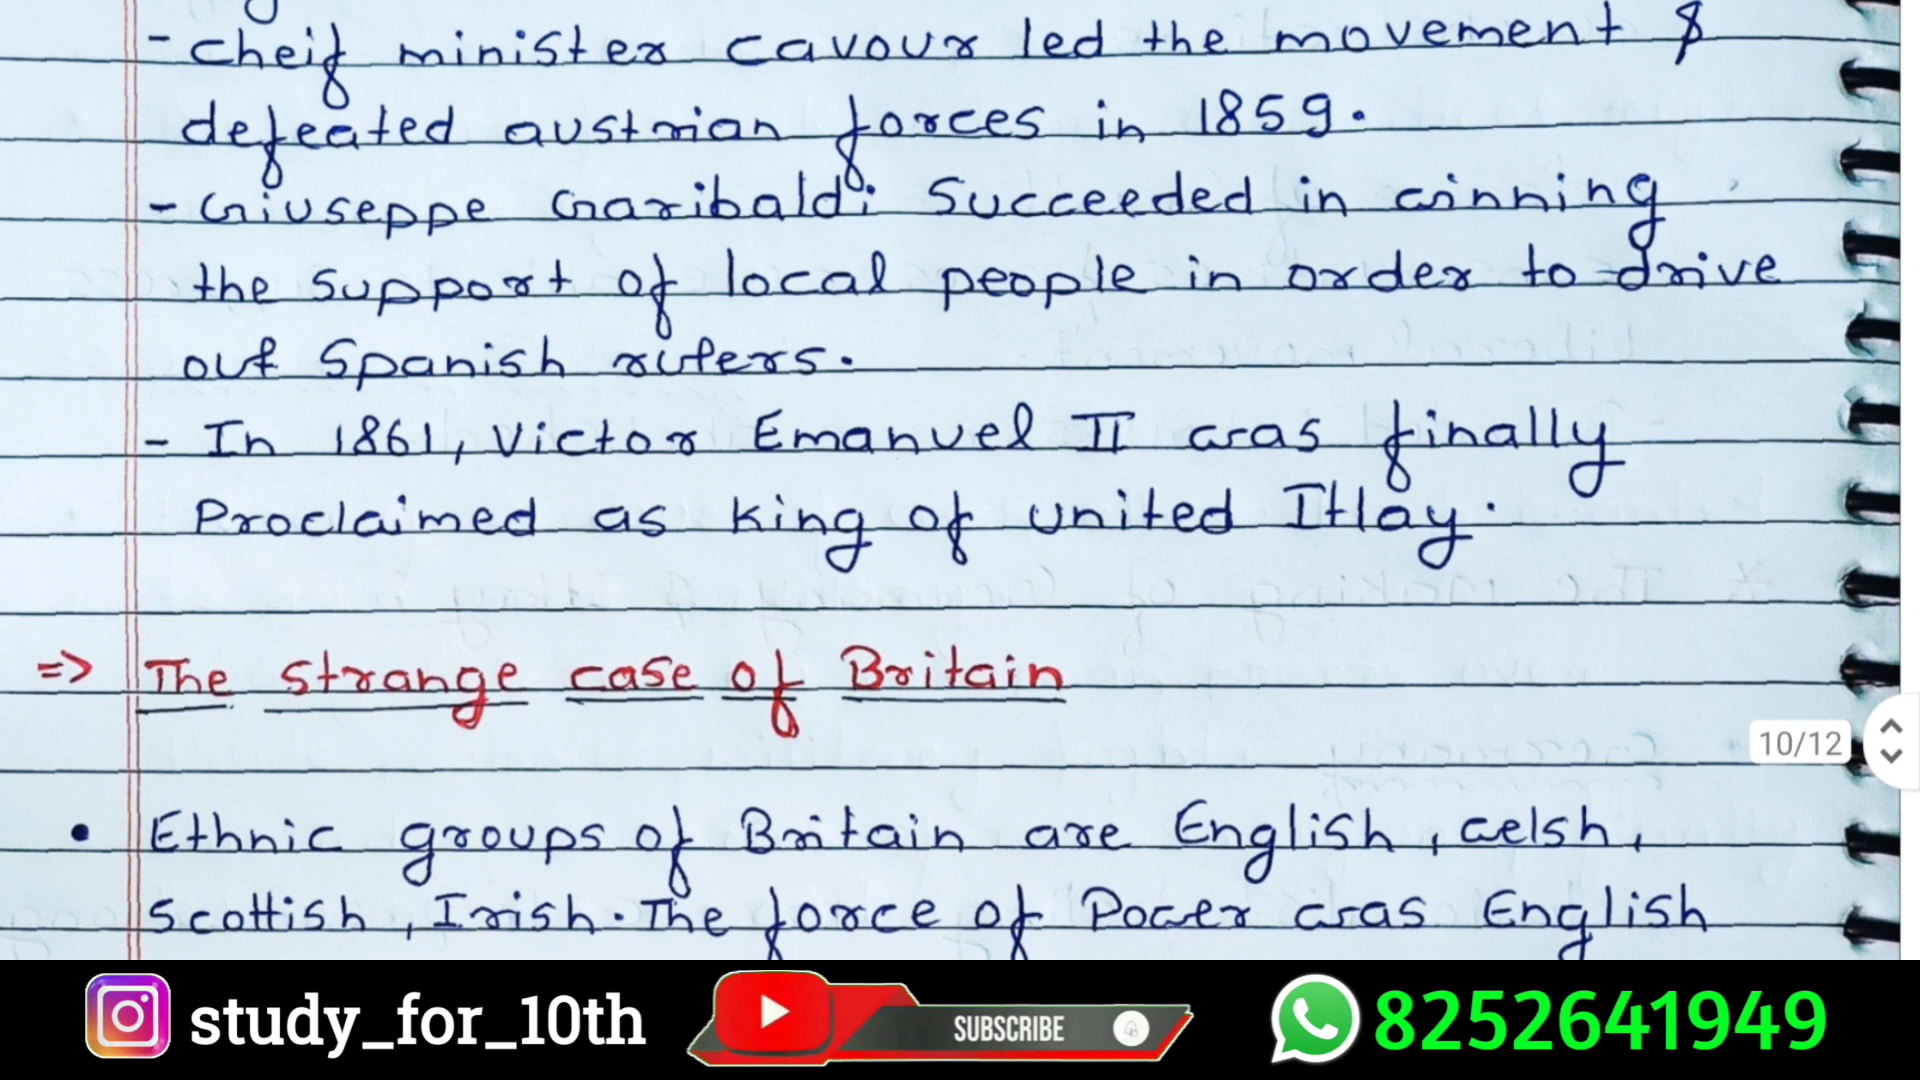 - Cheif minister cavour led the movement &
defeated austrian forces in 1859.
- Giuseppe Garibaldi Succeeded in winning
the support of local people in order to drive
out Spanish rulers.
- In 1861, Victor Emanuel II was finally
Proclaimed as king of united Itlay.
=> The strange case of Britain
10/12
• Ethnic groups of Britain are English, welsh,
Scottish, Irish. The force of Power was English
study_for_10th
SUBSCRIBE
8252641949